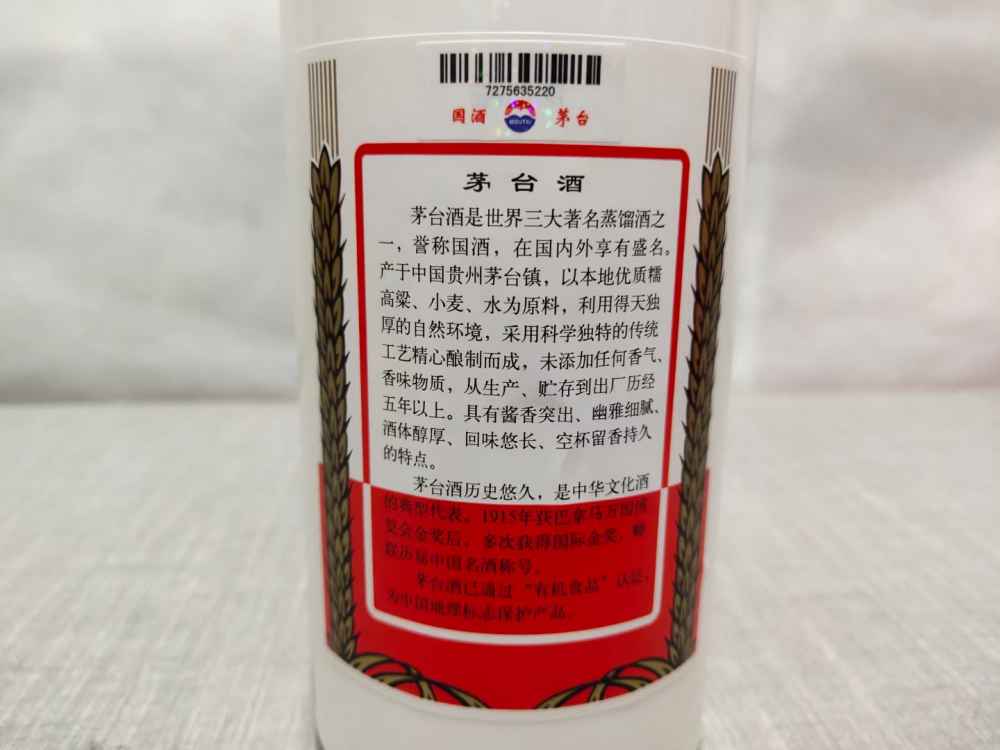 7275635220
国酒 MOUTAI 茅台
茅台酒
茅台酒是世界三大著名蒸馏酒之
一，誉称国酒，在国内外享有盛名。
产于中国贵州茅台镇，以本地优质糯
高粱、小麦、水为原料，利用得天独
厚的自然环境，采用科学独特的传统
工艺精心酿制而成，未添加任何香气、
香味物质，从生产、贮存到出厂历经
五年以上。具有酱香突出、幽雅细腻、
酒体醇厚、回味悠长、空杯留香持久
的特点。
茅台酒历史悠久，是中华文化酒
的典型代表。1915年获巴拿马万国博
览会金奖后，多次获得国际金奖，蝉
联历届中国名酒称号。
茅台酒已通过“有机食品”认证，
为中国地理标志保护产品。